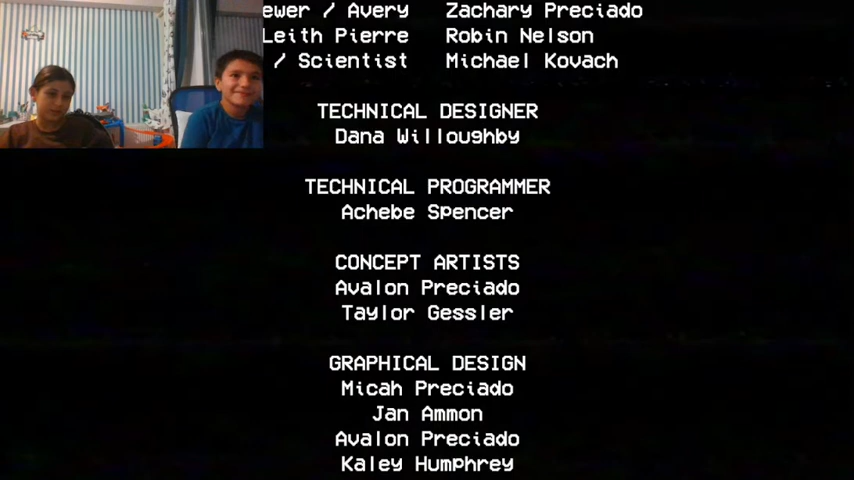 ewer / Avery Zachary Preciado
Leith Pierre Robin Nelson
/ Scientist Michael Kovach
TECHNICAL DESIGNER
Dana Willoughby
TECHNICAL PROGRAMMER
Achebe Spencer
CONCEPT ARTISTS
Avalon Preciado
Taylor Gessler
GRAPHICAL DESIGN
Micah Preciado
Jan Ammon
Avalon Preciado
Kaley Humphrey